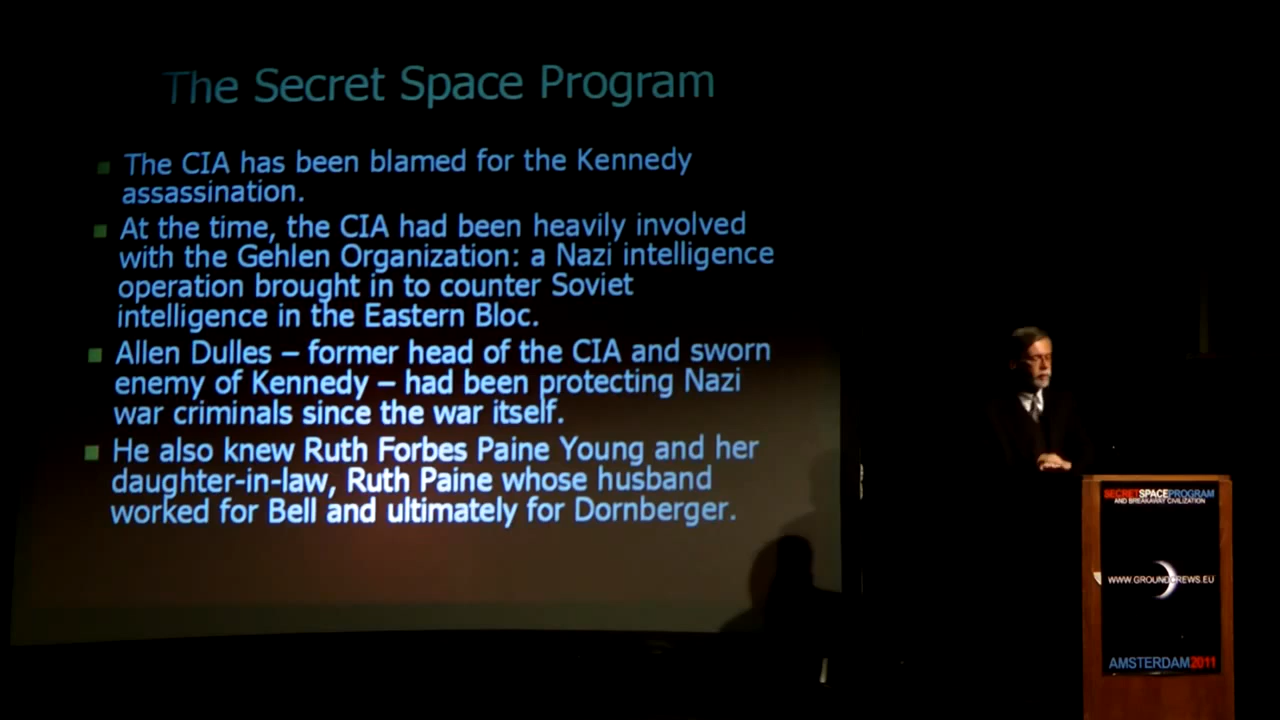 The Secret Space Program
The CIA has been blamed for the Kennedy
assassination.
At the time, the CIA had been heavily involved
with the Gehlen Organization: a Nazi intelligence
operation brought in to counter Soviet
intelligence in the Eastern Bloc.
Allen Dulles – former head of the CIA and sworn
enemy of Kennedy – had been protecting Nazi
war criminals since the war itself.
He also knew Ruth Forbes Paine Young and her
daughter-in-law, Ruth Paine whose husband
worked for Bell and ultimately for Dornberger.
SECRETSPACEPROGRAM
AND BREAKAWAY CIVILIZATION
WWW.GROUNDCREWS.EU
AMSTERDAM2011